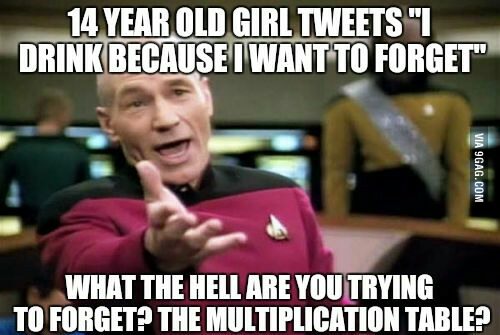 14 YEAR OLD GIRL TWEETS "I
DRINK BECAUSE I WANT TO FORGET"
VIA 9GAG.COM
WHAT THE HELL ARE YOU TRYING
TO FORGET? THE MULTIPLICATION TABLE?